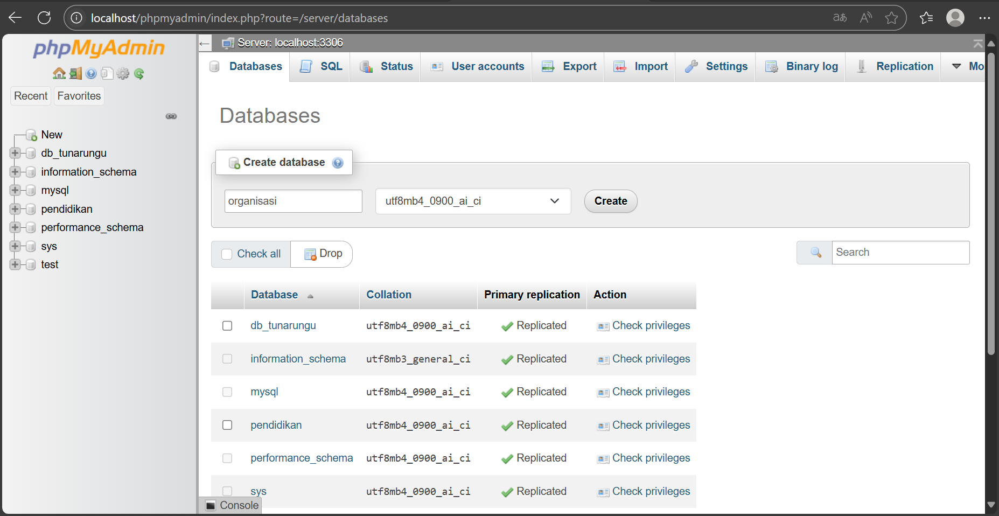 localhost/phpmyadmin/index.php?route=/server/databases
phpMyAdmin
Recent
Favorites
New
db_tunarungu
information_schema
mysql
pendidikan
performance_schema
sys
test
Server: localhost:3306
Databases
SQL
Status
User accounts
Export
Import
Settings
Binary log
Replication
Mo
Databases
Create database
organisasi
utf8mb4_0900_ai_ci
Create
Check all
Drop
Search
Database Collation Primary replication Action
db_tunarungu utf8mb4_0900_ai_ci Replicated Check privileges
information_schema utf8mb3_general_ci Replicated Check privileges
mysql utf8mb4_0900_ai_ci Replicated Check privileges
pendidikan utf8mb4_0900_ai_ci Replicated Check privileges
performance_schema utf8mb4_0900_ai_ci Replicated Check privileges
sys utf8mb4_0900_ai_ci Replicated Check privileges
Console